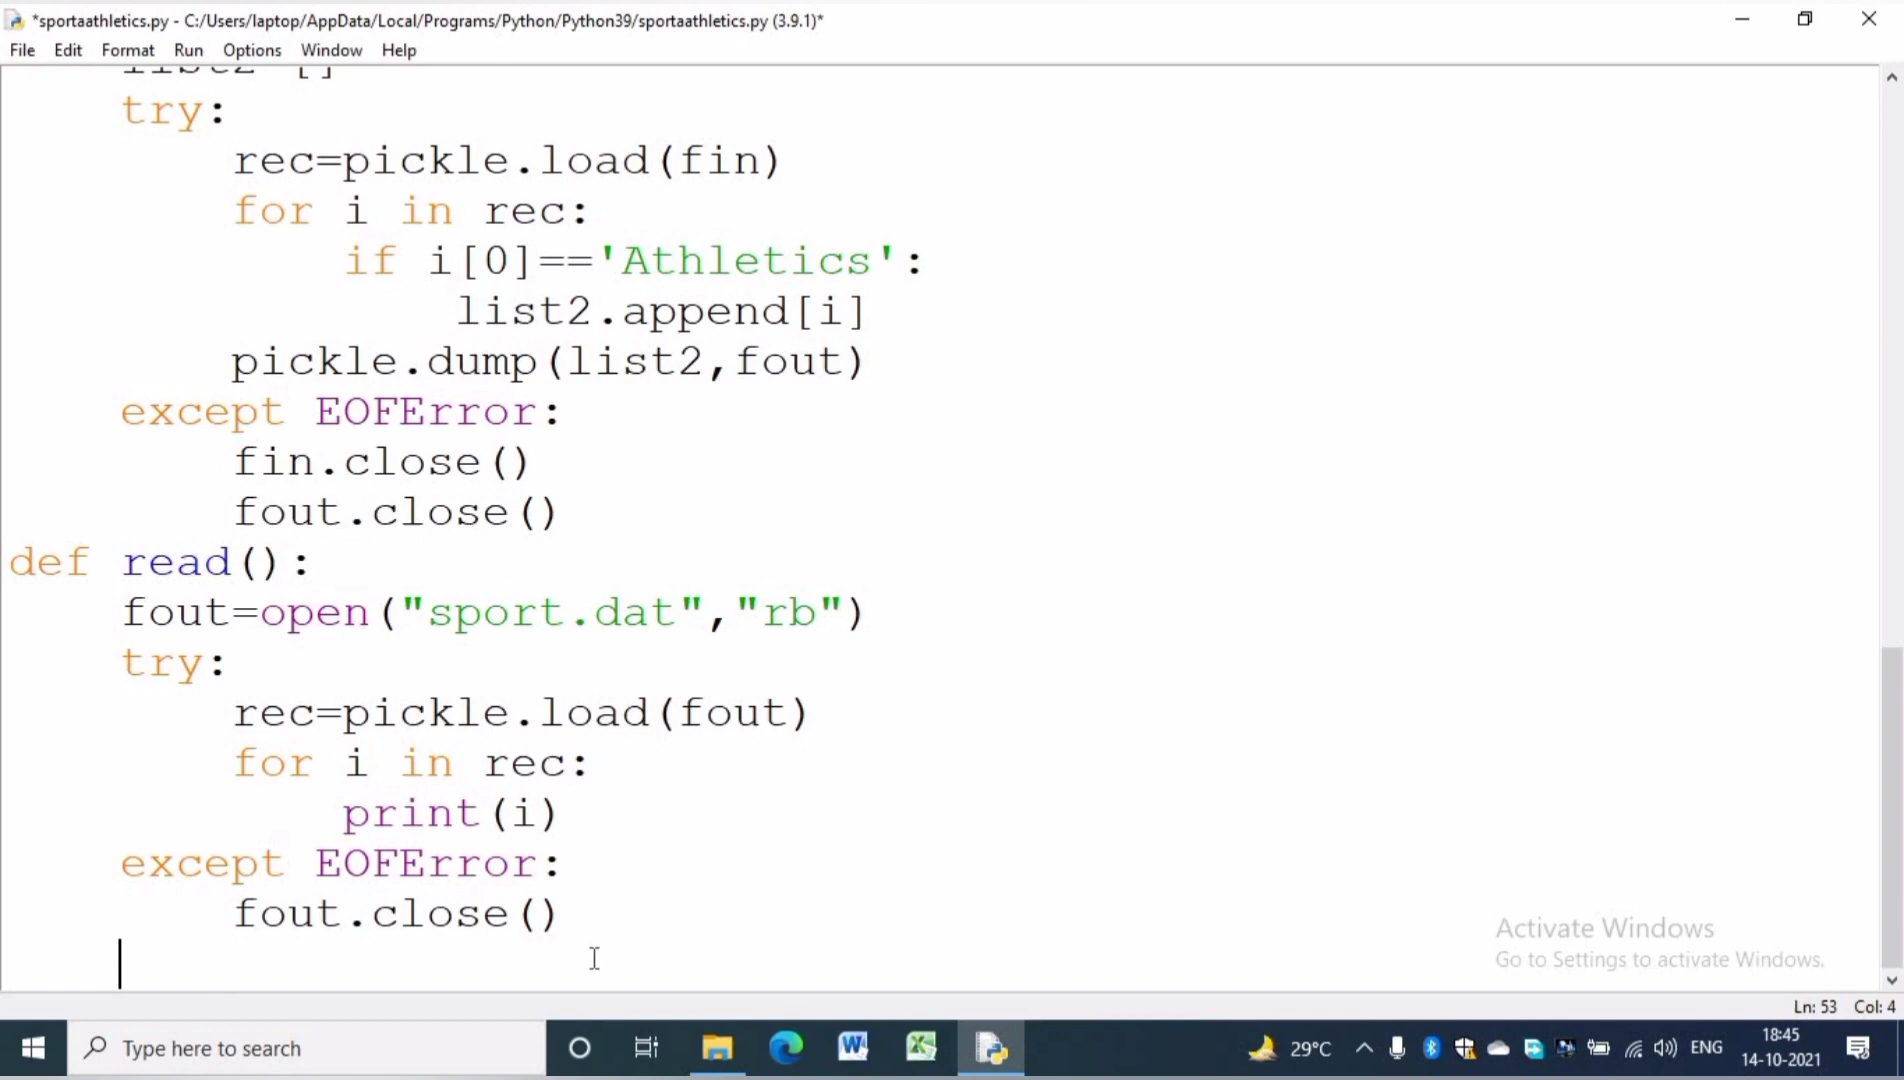 *sportaathletics.py - C:/Users/laptop/AppData/Local/Programs/Python/Python39/sportaathletics.py (3.9.1)*
File Edit Format Run Options Window Help
try:
rec=pickle.load(fin)
for i in rec:
if i[0]=='Athletics':
list2.append[i]
pickle.dump(list2,fout)
except EOFError:
fin.close()
fout.close()
def read():
fout=open("sport.dat","rb")
try:
rec=pickle.load(fout)
for i in rec:
print(i)
except EOFError:
fout.close()
Activate Windows
Go to Settings to activate Windows.
Ln: 53 Col: 4
Type here to search
29°C
ENG
18:45
14-10-2021